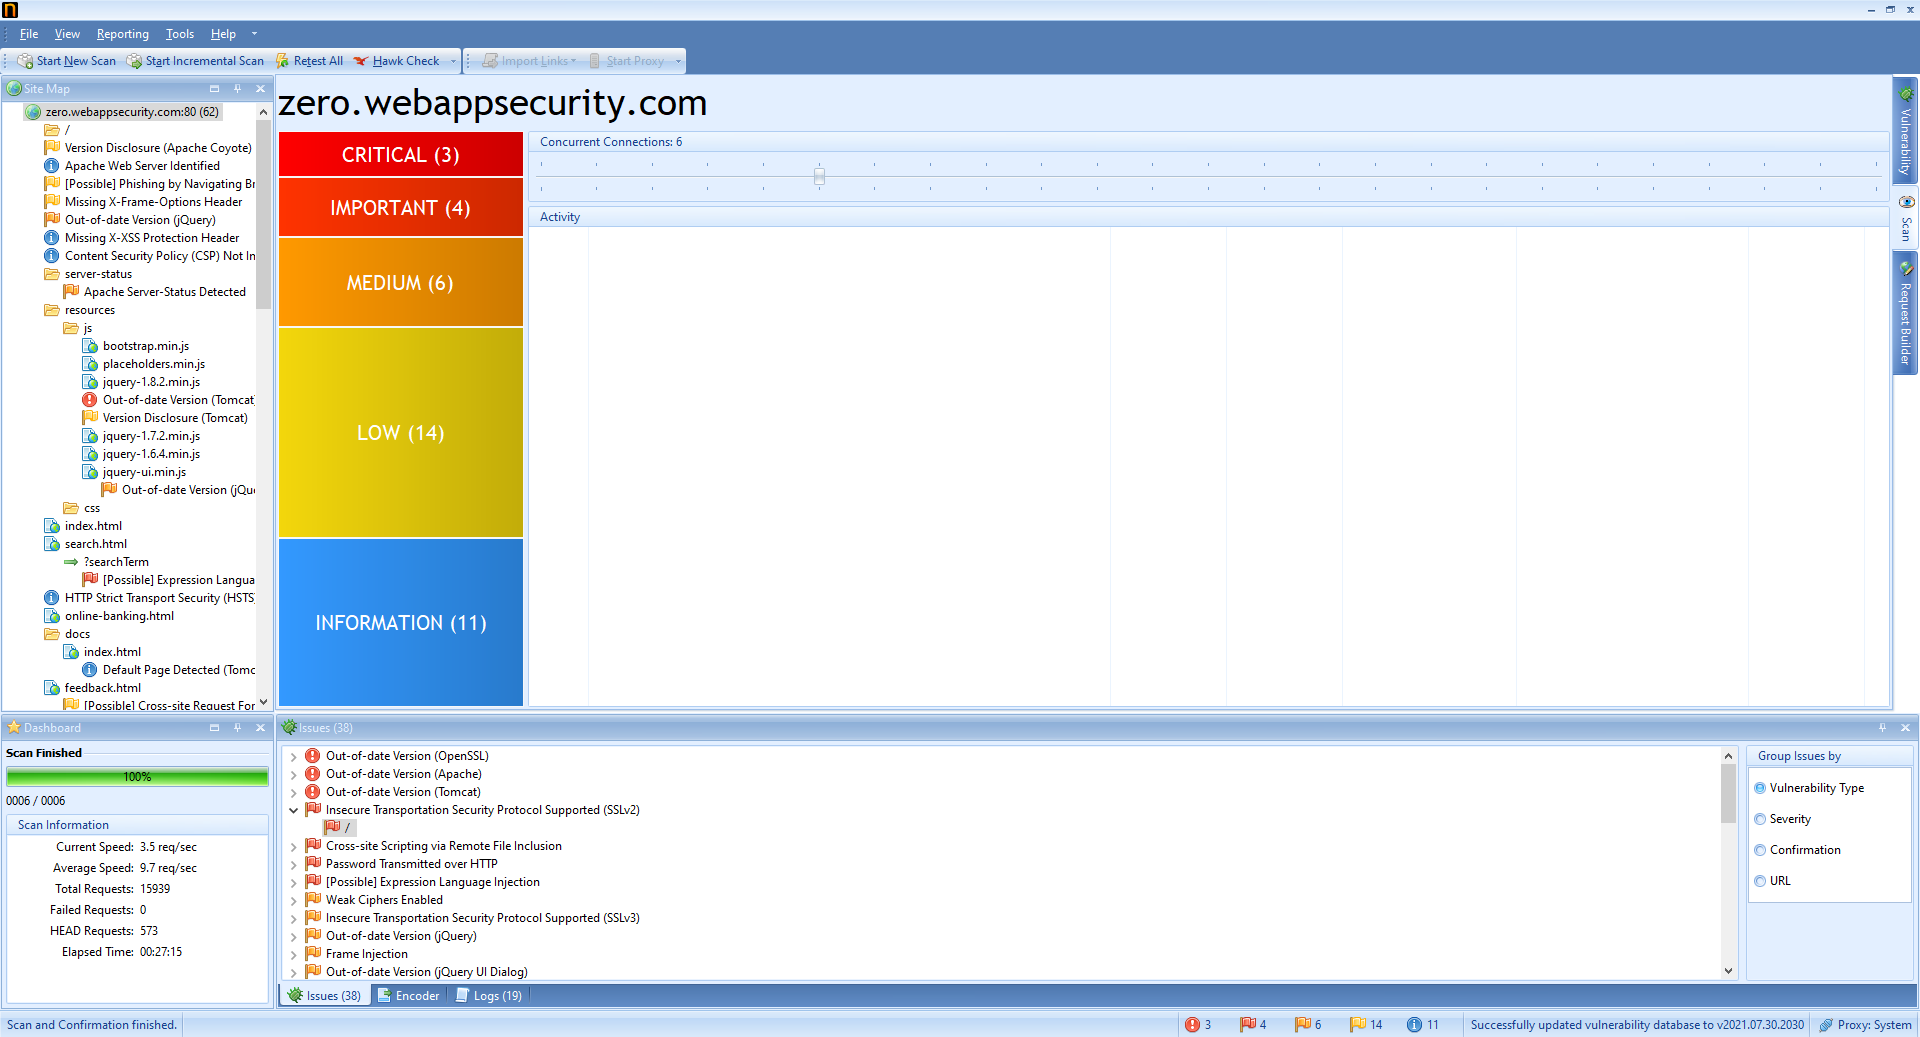 n
File View Reporting Tools Help
Start New Scan Start Incremental Scan Retest All Hawk Check Import Links Start Proxy
Site Map
zero.webappsecurity.com:80 (62)
/
Version Disclosure (Apache Coyote)
Apache Web Server Identified
[Possible] Phishing by Navigating Br
Missing X-Frame-Options Header
Out-of-date Version (jQuery)
Missing X-XSS Protection Header
Content Security Policy (CSP) Not In
server-status
Apache Server-Status Detected
resources
js
bootstrap.min.js
placeholders.min.js
jquery-1.8.2.min.js
Out-of-date Version (Tomcat
Version Disclosure (Tomcat)
jquery-1.7.2.min.js
jquery-1.6.4.min.js
jquery-ui.min.js
Out-of-date Version (jQu
css
index.html
search.html
?searchTerm
[Possible] Expression Langua
HTTP Strict Transport Security (HSTS
online-banking.html
docs
index.html
Default Page Detected (Tomc
feedback.html
[Possible] Cross-site Request For
zero.webappsecurity.com
CRITICAL (3)
IMPORTANT (4)
MEDIUM (6)
LOW (14)
INFORMATION (11)
Concurrent Connections: 6
Activity
Vulnerability
Scan
Request Builder
Dashboard
Scan Finished
100%
0006 / 0006
Scan Information
Current Speed: 3.5 req/sec
Average Speed: 9.7 req/sec
Total Requests: 15939
Failed Requests: 0
HEAD Requests: 573
Elapsed Time: 00:27:15
Issues (38)
Out-of-date Version (OpenSSL)
Out-of-date Version (Apache)
Out-of-date Version (Tomcat)
Insecure Transportation Security Protocol Supported (SSLv2)
/
Cross-site Scripting via Remote File Inclusion
Password Transmitted over HTTP
[Possible] Expression Language Injection
Weak Ciphers Enabled
Insecure Transportation Security Protocol Supported (SSLv3)
Out-of-date Version (jQuery)
Frame Injection
Out-of-date Version (jQuery UI Dialog)
Group Issues by
Vulnerability Type
Severity
Confirmation
URL
Issues (38) Encoder Logs (19)
Scan and Confirmation finished. 3 4 6 14 11 Successfully updated vulnerability database to v2021.07.30.2030 Proxy: System